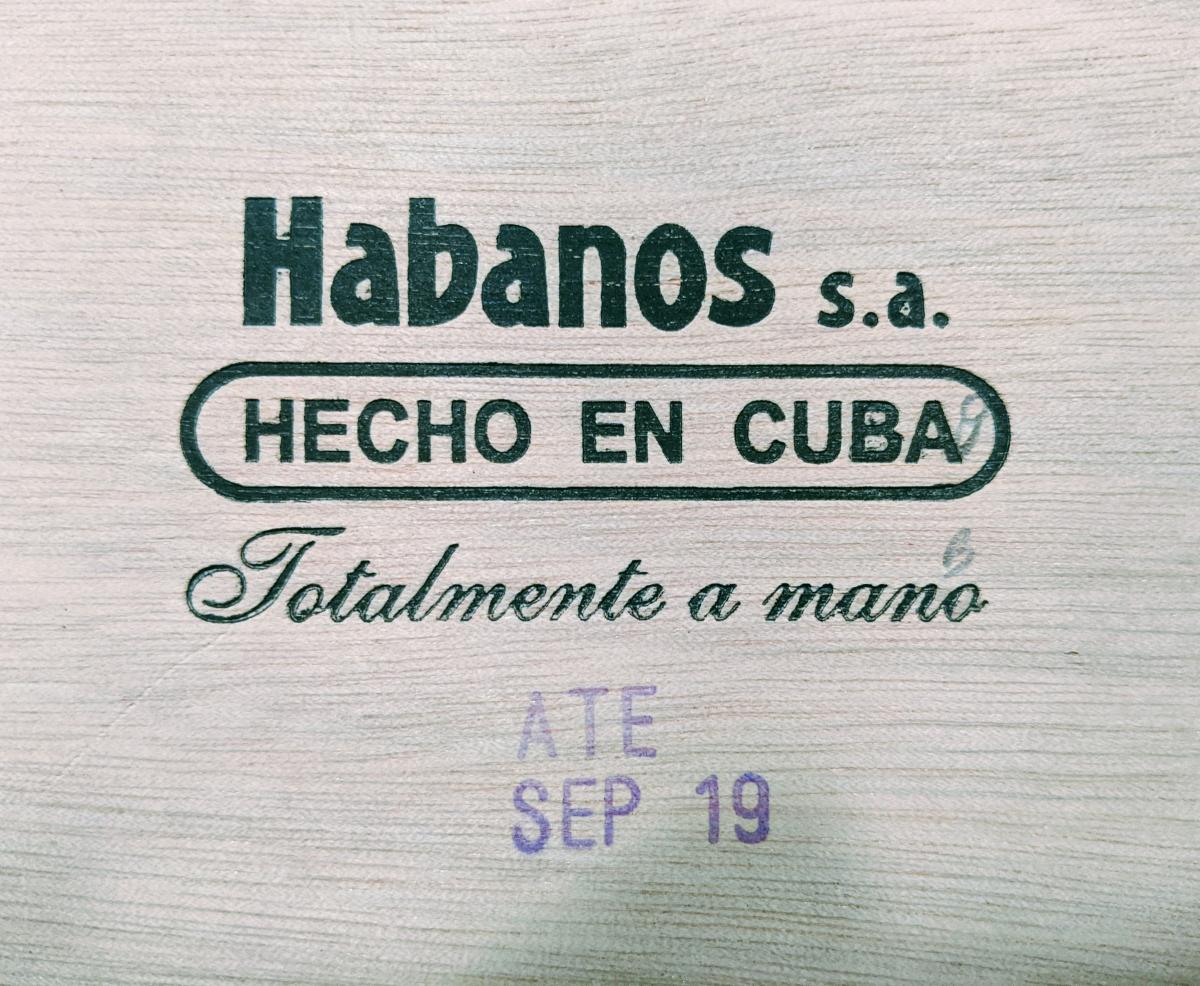 Habanos s.a.
HECHO EN CUBA
Totalmente a mano
ATE
SEP 19